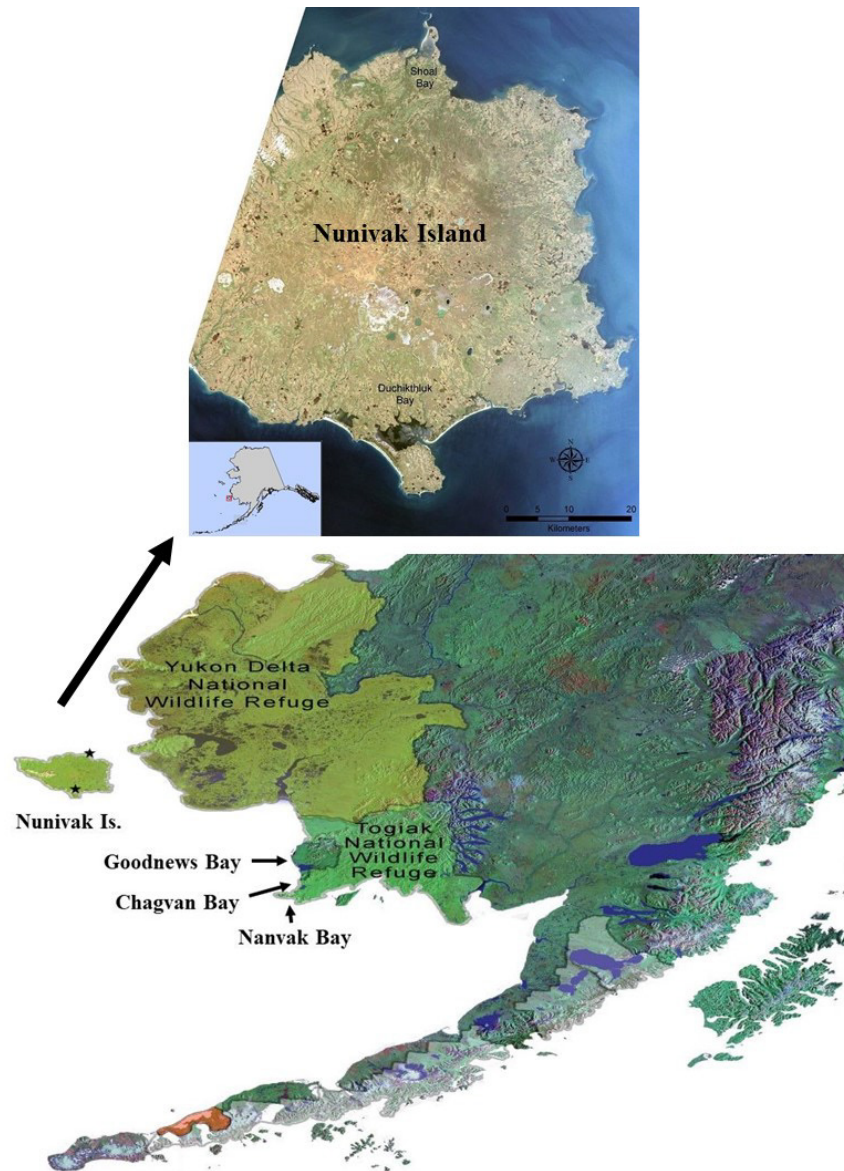 Shoal
Bay
Nunivak Island
Duchikthluk
Bay
N
W E
S
0 5 10 20
Kilometers
Yukon Delta
National
Wildlife Refuge
Nunivak Is.
Togiak
National
Wildlife
Refuge
Goodnews Bay
Chagvan Bay
Nanvak Bay